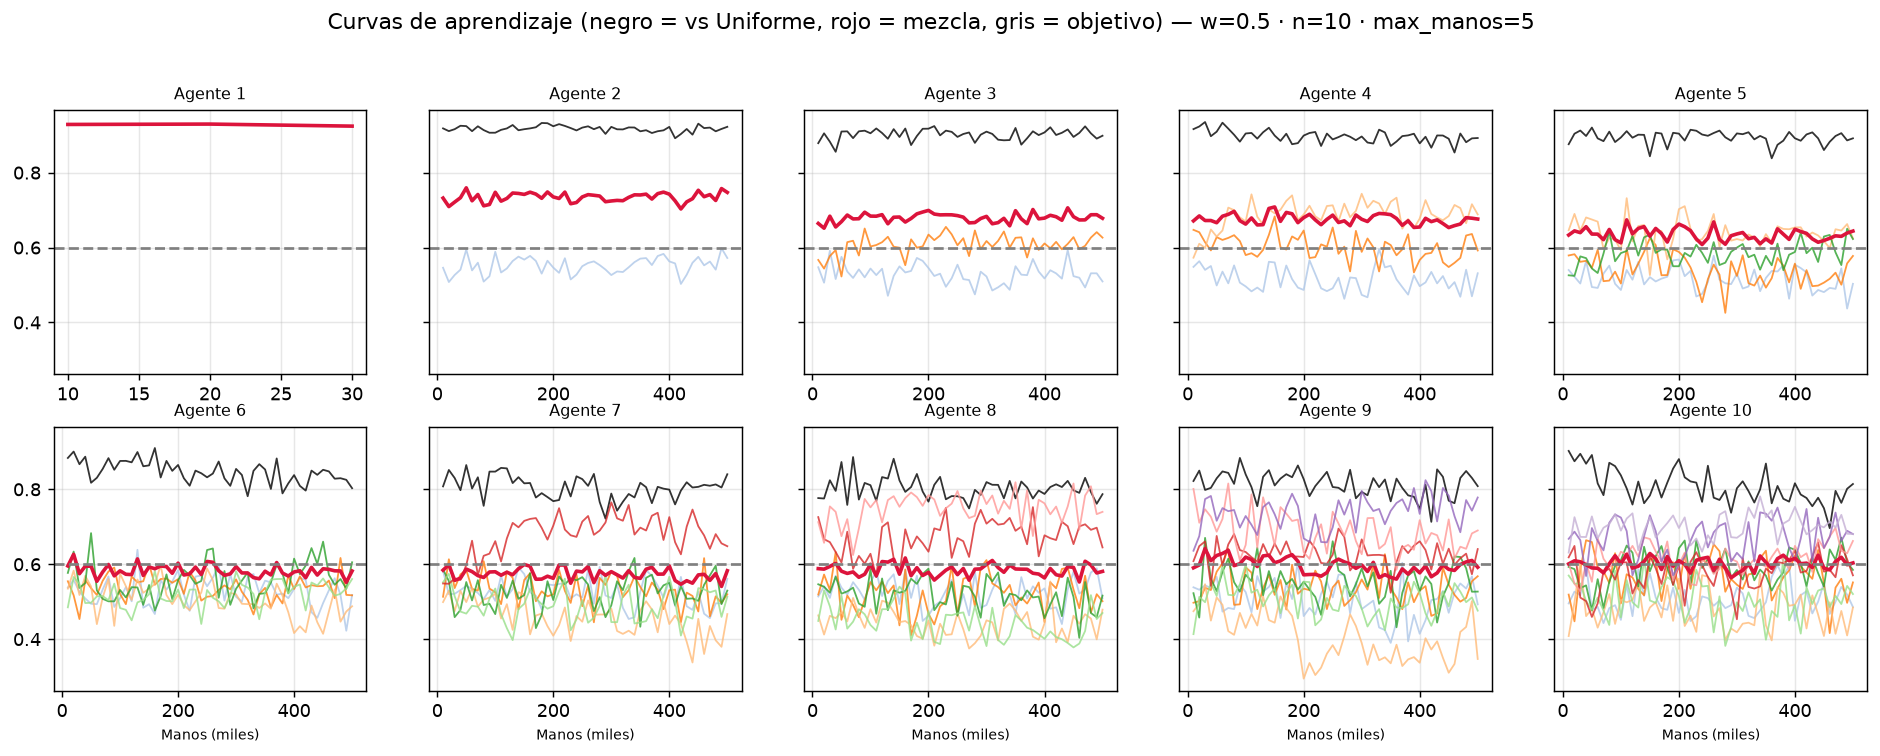 Curvas de aprendizaje (negro = vs Uniforme, rojo = mezcla, gris = objetivo) — w=0.5 · n=10 · max_manos=5
Agente 1 Agente 2 Agente 3 Agente 4 Agente 5
0.8
0.6
0.4
10 15 20 25 30 0 200 400 0 200 400 0 200 400 0 200 400
Agente 6 Agente 7 Agente 8 Agente 9 Agente 10
0.8
0.6
0.4
0 200 400 0 200 400 0 200 400 0 200 400 0 200 400
Manos (miles) Manos (miles) Manos (miles) Manos (miles) Manos (miles)